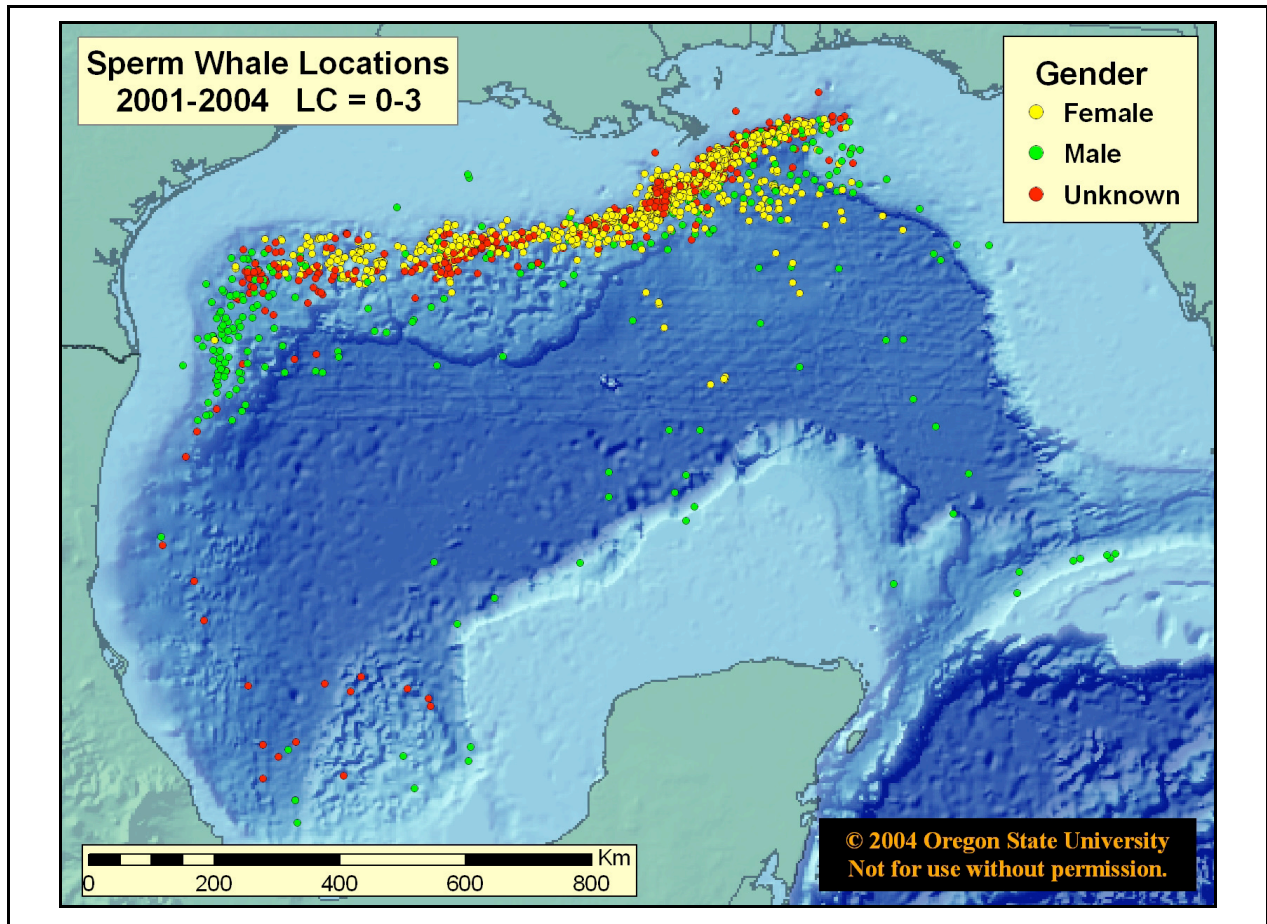 Sperm Whale Locations
2001-2004 LC = 0-3
Gender
Female
Male
Unknown
© 2004 Oregon State University
Not for use without permission.
Km
0 200 400 600 800